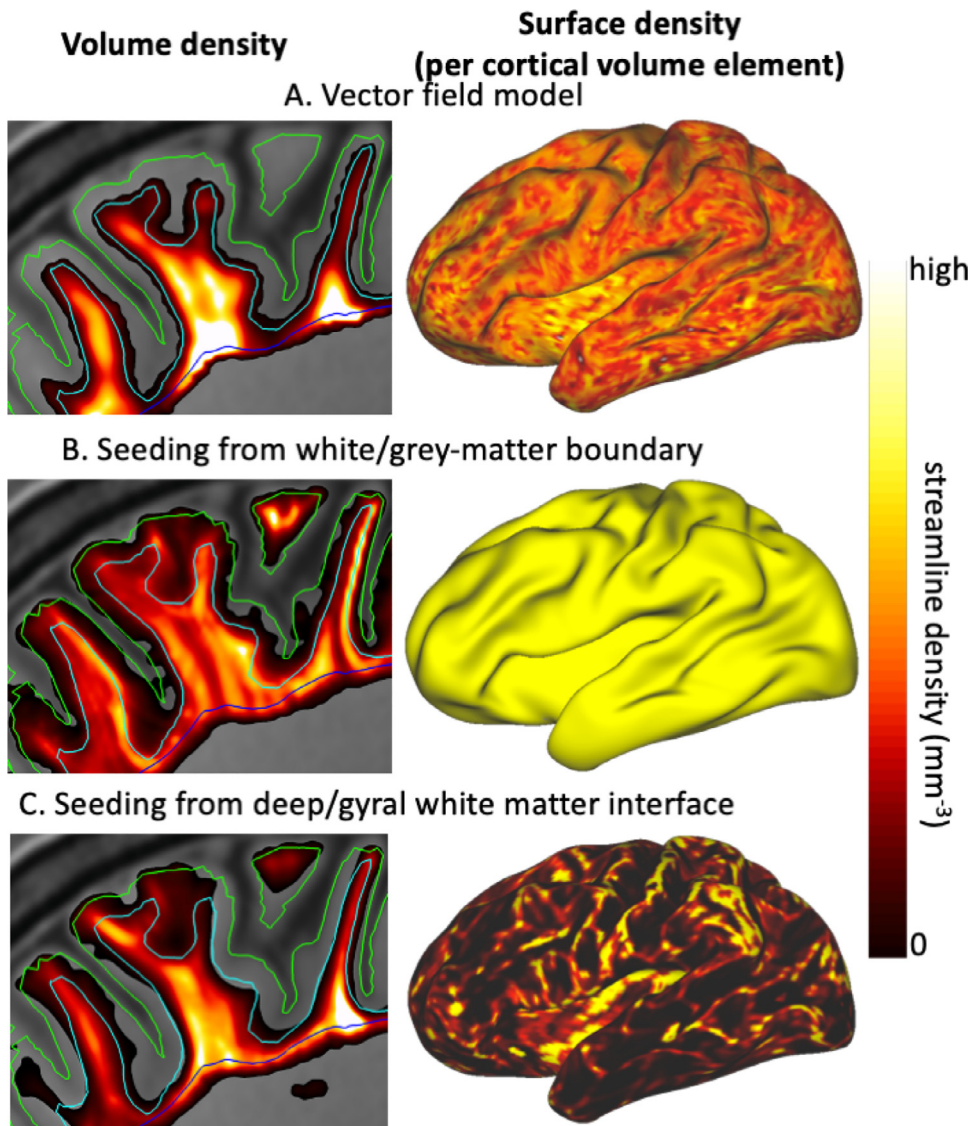 Volume density
Surface density
(per cortical volume element)
A. Vector field model
B. Seeding from white/grey-matter boundary
C. Seeding from deep/gyral white matter interface
high
streamline density (mm⁻³)
0